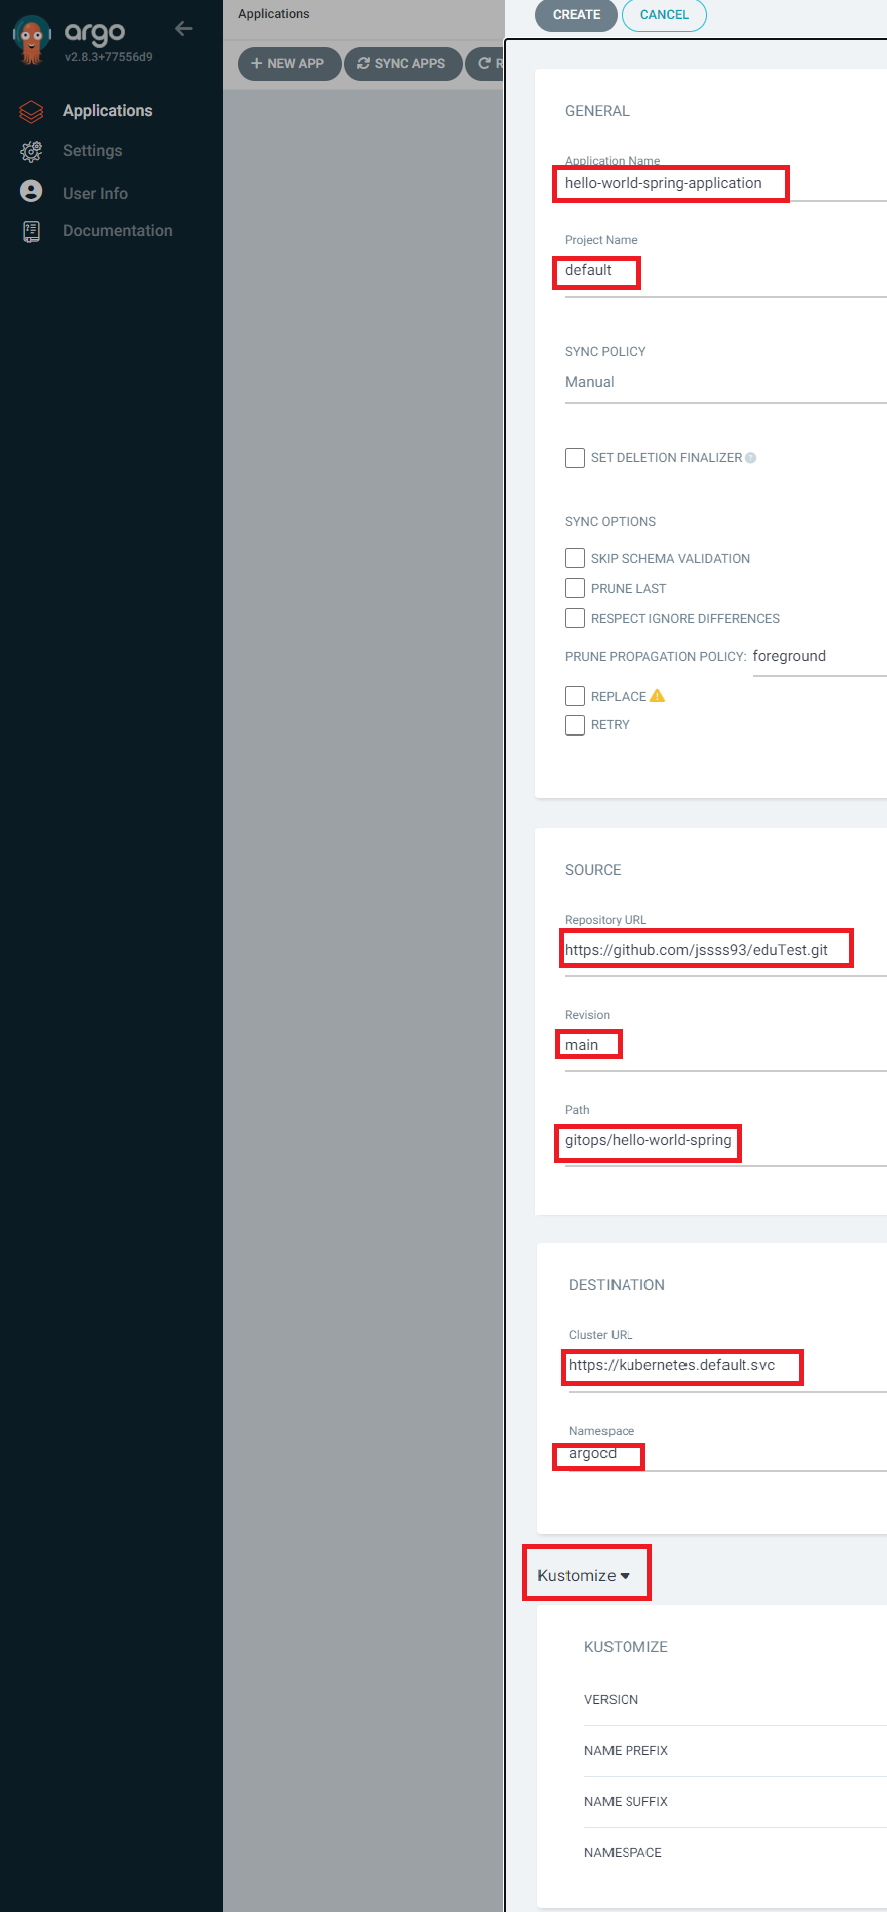 argo
v2.8.3+77556d9
Applications
Settings
User Info
Documentation
Applications
NEW APP
SYNC APPS
R
CREATE
CANCEL
GENERAL
Application Name
hello-world-spring-application
Project Name
default
SYNC POLICY
Manual
SET DELETION FINALIZER
SYNC OPTIONS
SKIP SCHEMA VALIDATION
PRUNE LAST
RESPECT IGNORE DIFFERENCES
PRUNE PROPAGATION POLICY: foreground
REPLACE
RETRY
SOURCE
Repository URL
https://github.com/jssss93/eduTest.git
Revision
main
Path
gitops/hello-world-spring
DESTINATION
Cluster URL
https://kubernetes.default.svc
Namespace
argocd
Kustomize
KUSTOMIZE
VERSION
NAME PREFIX
NAME SUFFIX
NAMESPACE